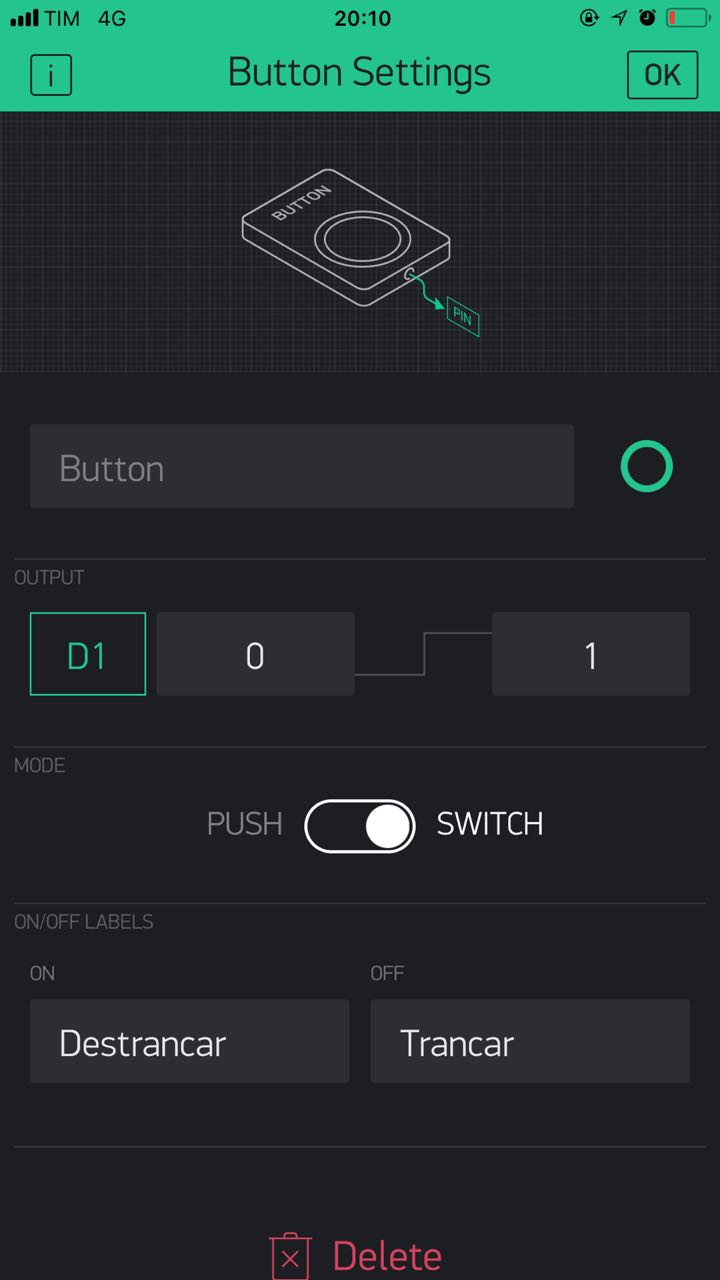 TIM 4G 20:10
i Button Settings OK
BUTTON
PIN
Button
OUTPUT
D1 0 1
MODE
PUSH SWITCH
ON/OFF LABELS
ON OFF
Destrancar Trancar
Delete